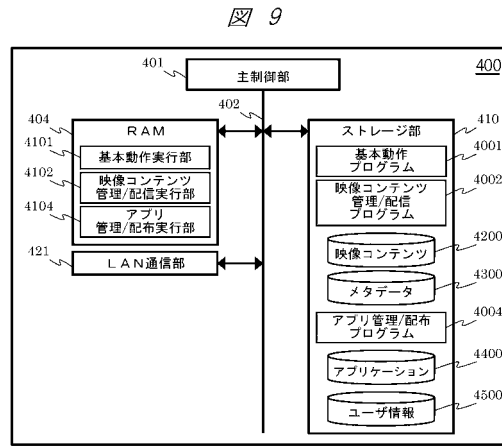 図 9
400
401
主制御部
402
404
RAM
4101
基本動作実行部
4102
映像コンテンツ
管理/配信実行部
4104
アプリ
管理/配布実行部
421
LAN通信部
410
ストレージ部
4001
基本動作
プログラム
4002
映像コンテンツ
管理/配信
プログラム
4200
映像コンテンツ
4300
メタデータ
4004
アプリ管理/配布
プログラム
4400
アプリケーション
4500
ユーザ情報